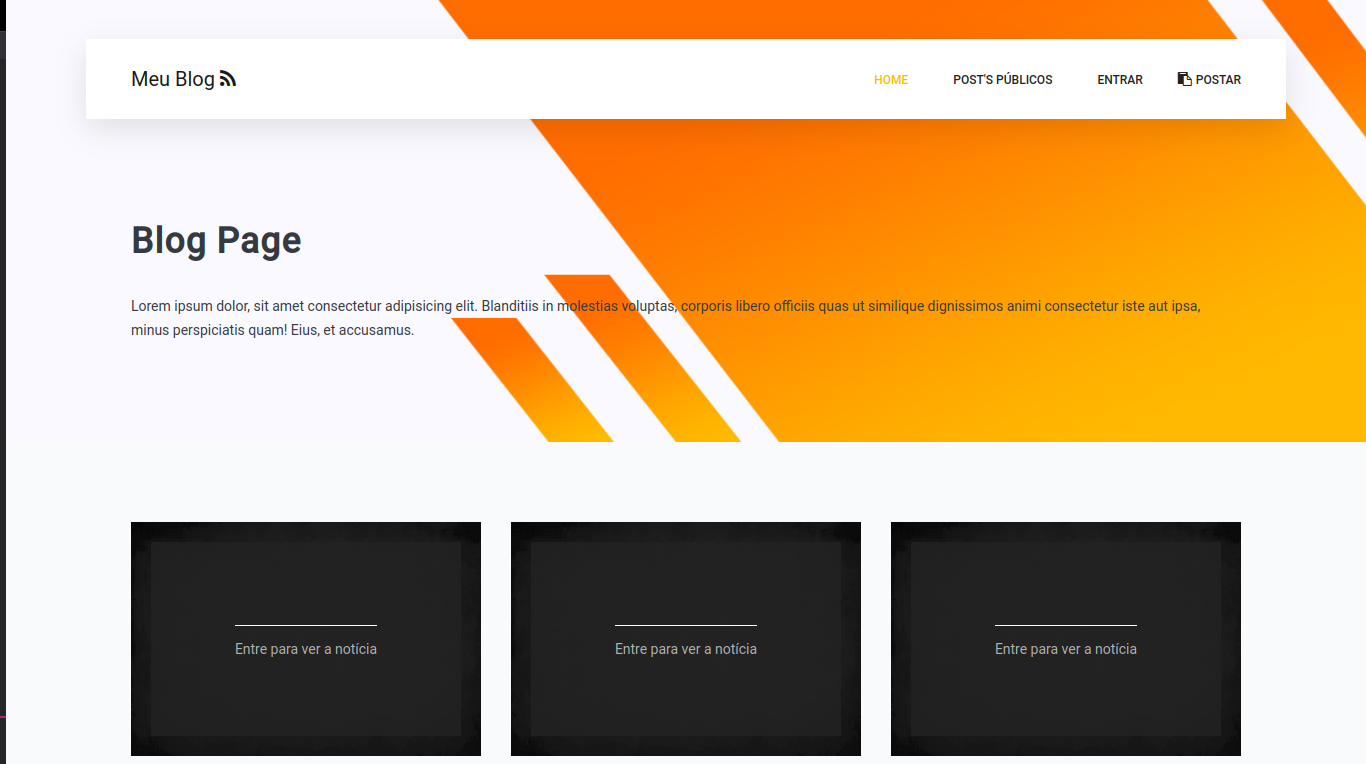 Meu Blog
HOME POST'S PÚBLICOS ENTRAR POSTAR
Blog Page
Lorem ipsum dolor, sit amet consectetur adipisicing elit. Blanditiis in molestias voluptas, corporis libero officiis quas ut similique dignissimos animi consectetur iste aut ipsa,
minus perspiciatis quam! Eius, et accusamus.
Entre para ver a notícia Entre para ver a notícia Entre para ver a notícia